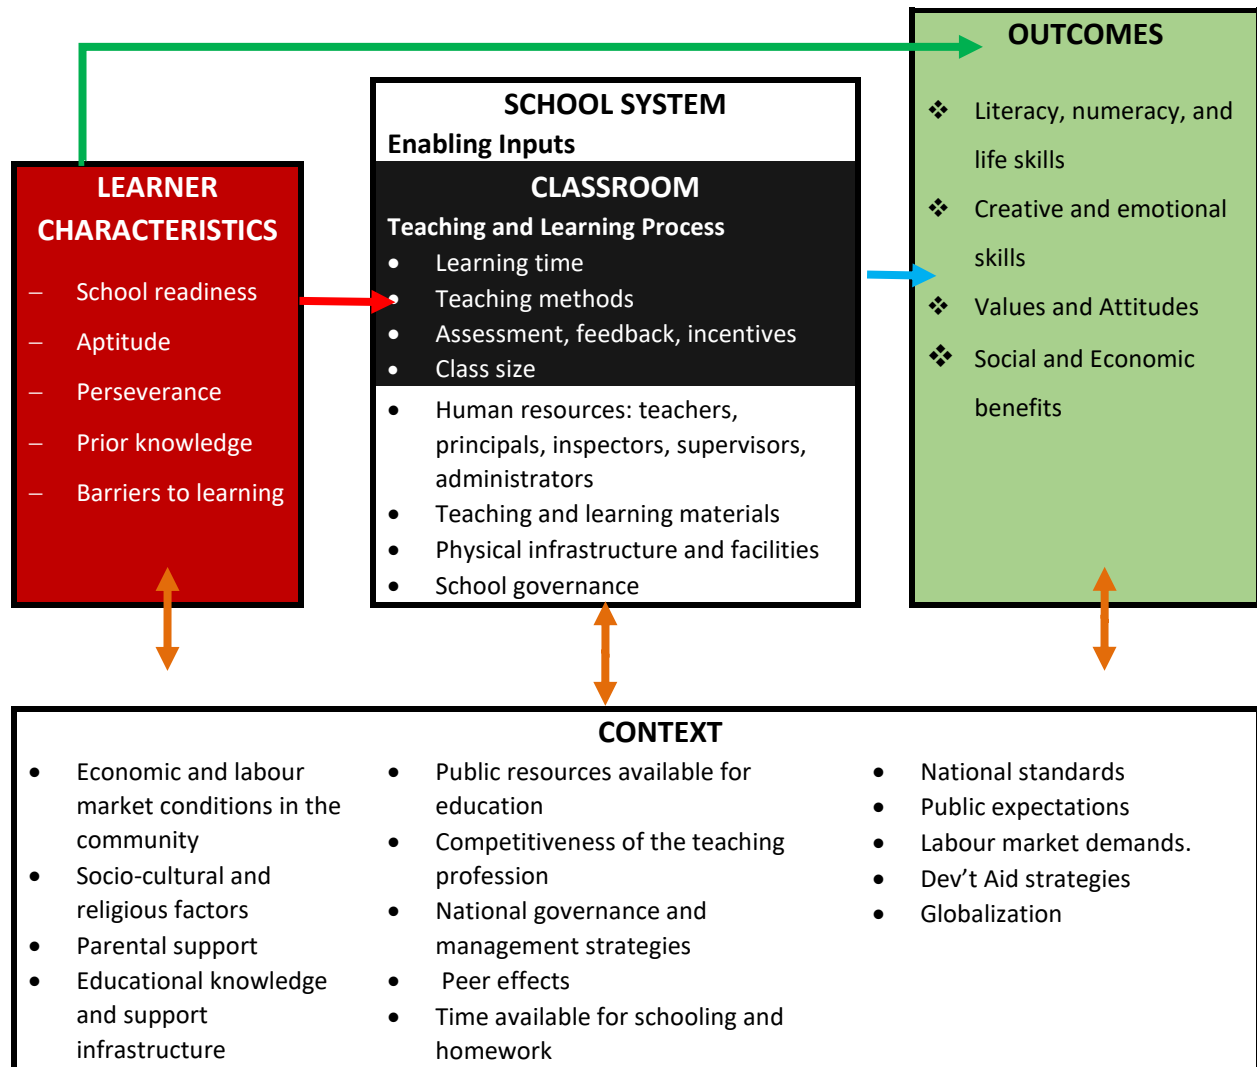 OUTCOMES
❖ Literacy, numeracy, and
life skills
❖ Creative and emotional
skills
❖ Values and Attitudes
❖ Social and Economic
benefits
SCHOOL SYSTEM
Enabling Inputs
CLASSROOM
Teaching and Learning Process
• Learning time
• Teaching methods
• Assessment, feedback, incentives
• Class size
• Human resources: teachers,
principals, inspectors, supervisors,
administrators
• Teaching and learning materials
• Physical infrastructure and facilities
• School governance
LEARNER
CHARACTERISTICS
– School readiness
– Aptitude
– Perseverance
– Prior knowledge
– Barriers to learning
CONTEXT
• Economic and labour
market conditions in the
community
• Socio-cultural and
religious factors
• Parental support
• Educational knowledge
and support
infrastructure
• Public resources available for
education
• Competitiveness of the teaching
profession
• National governance and
management strategies
• Peer effects
• Time available for schooling and
homework
• National standards
• Public expectations
• Labour market demands.
• Dev’t Aid strategies
• Globalization